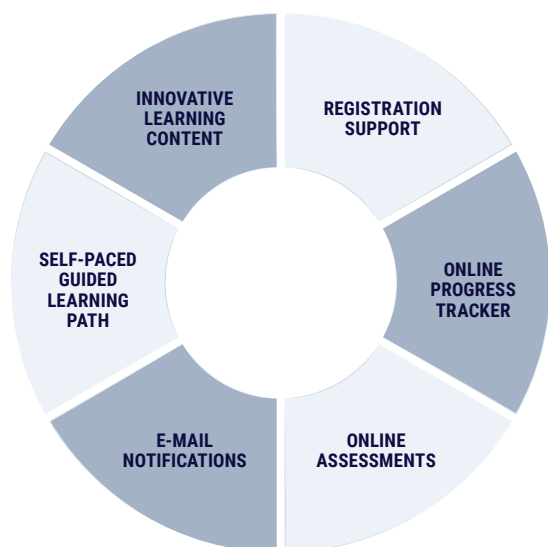 INNOVATIVE
LEARNING
CONTENT
REGISTRATION
SUPPORT
SELF-PACED
GUIDED
LEARNING
PATH
ONLINE
PROGRESS
TRACKER
E-MAIL
NOTIFICATIONS
ONLINE
ASSESSMENTS